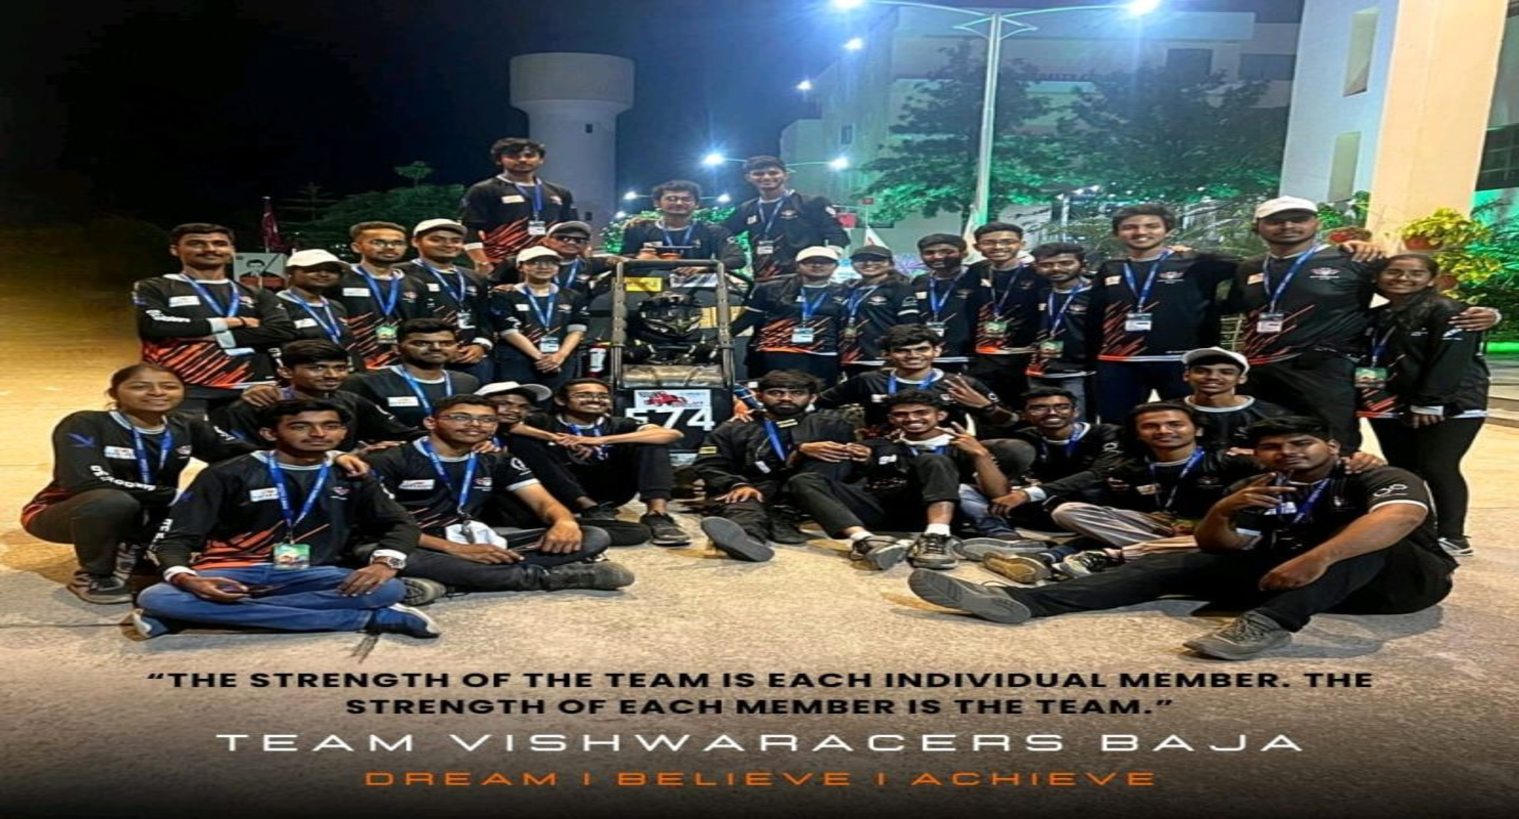 74
“THE STRENGTH OF THE TEAM IS EACH INDIVIDUAL MEMBER. THE
STRENGTH OF EACH MEMBER IS THE TEAM.”
TEAM VISHWARACERS BAJA
DREAM | BELIEVE | ACHIEVE